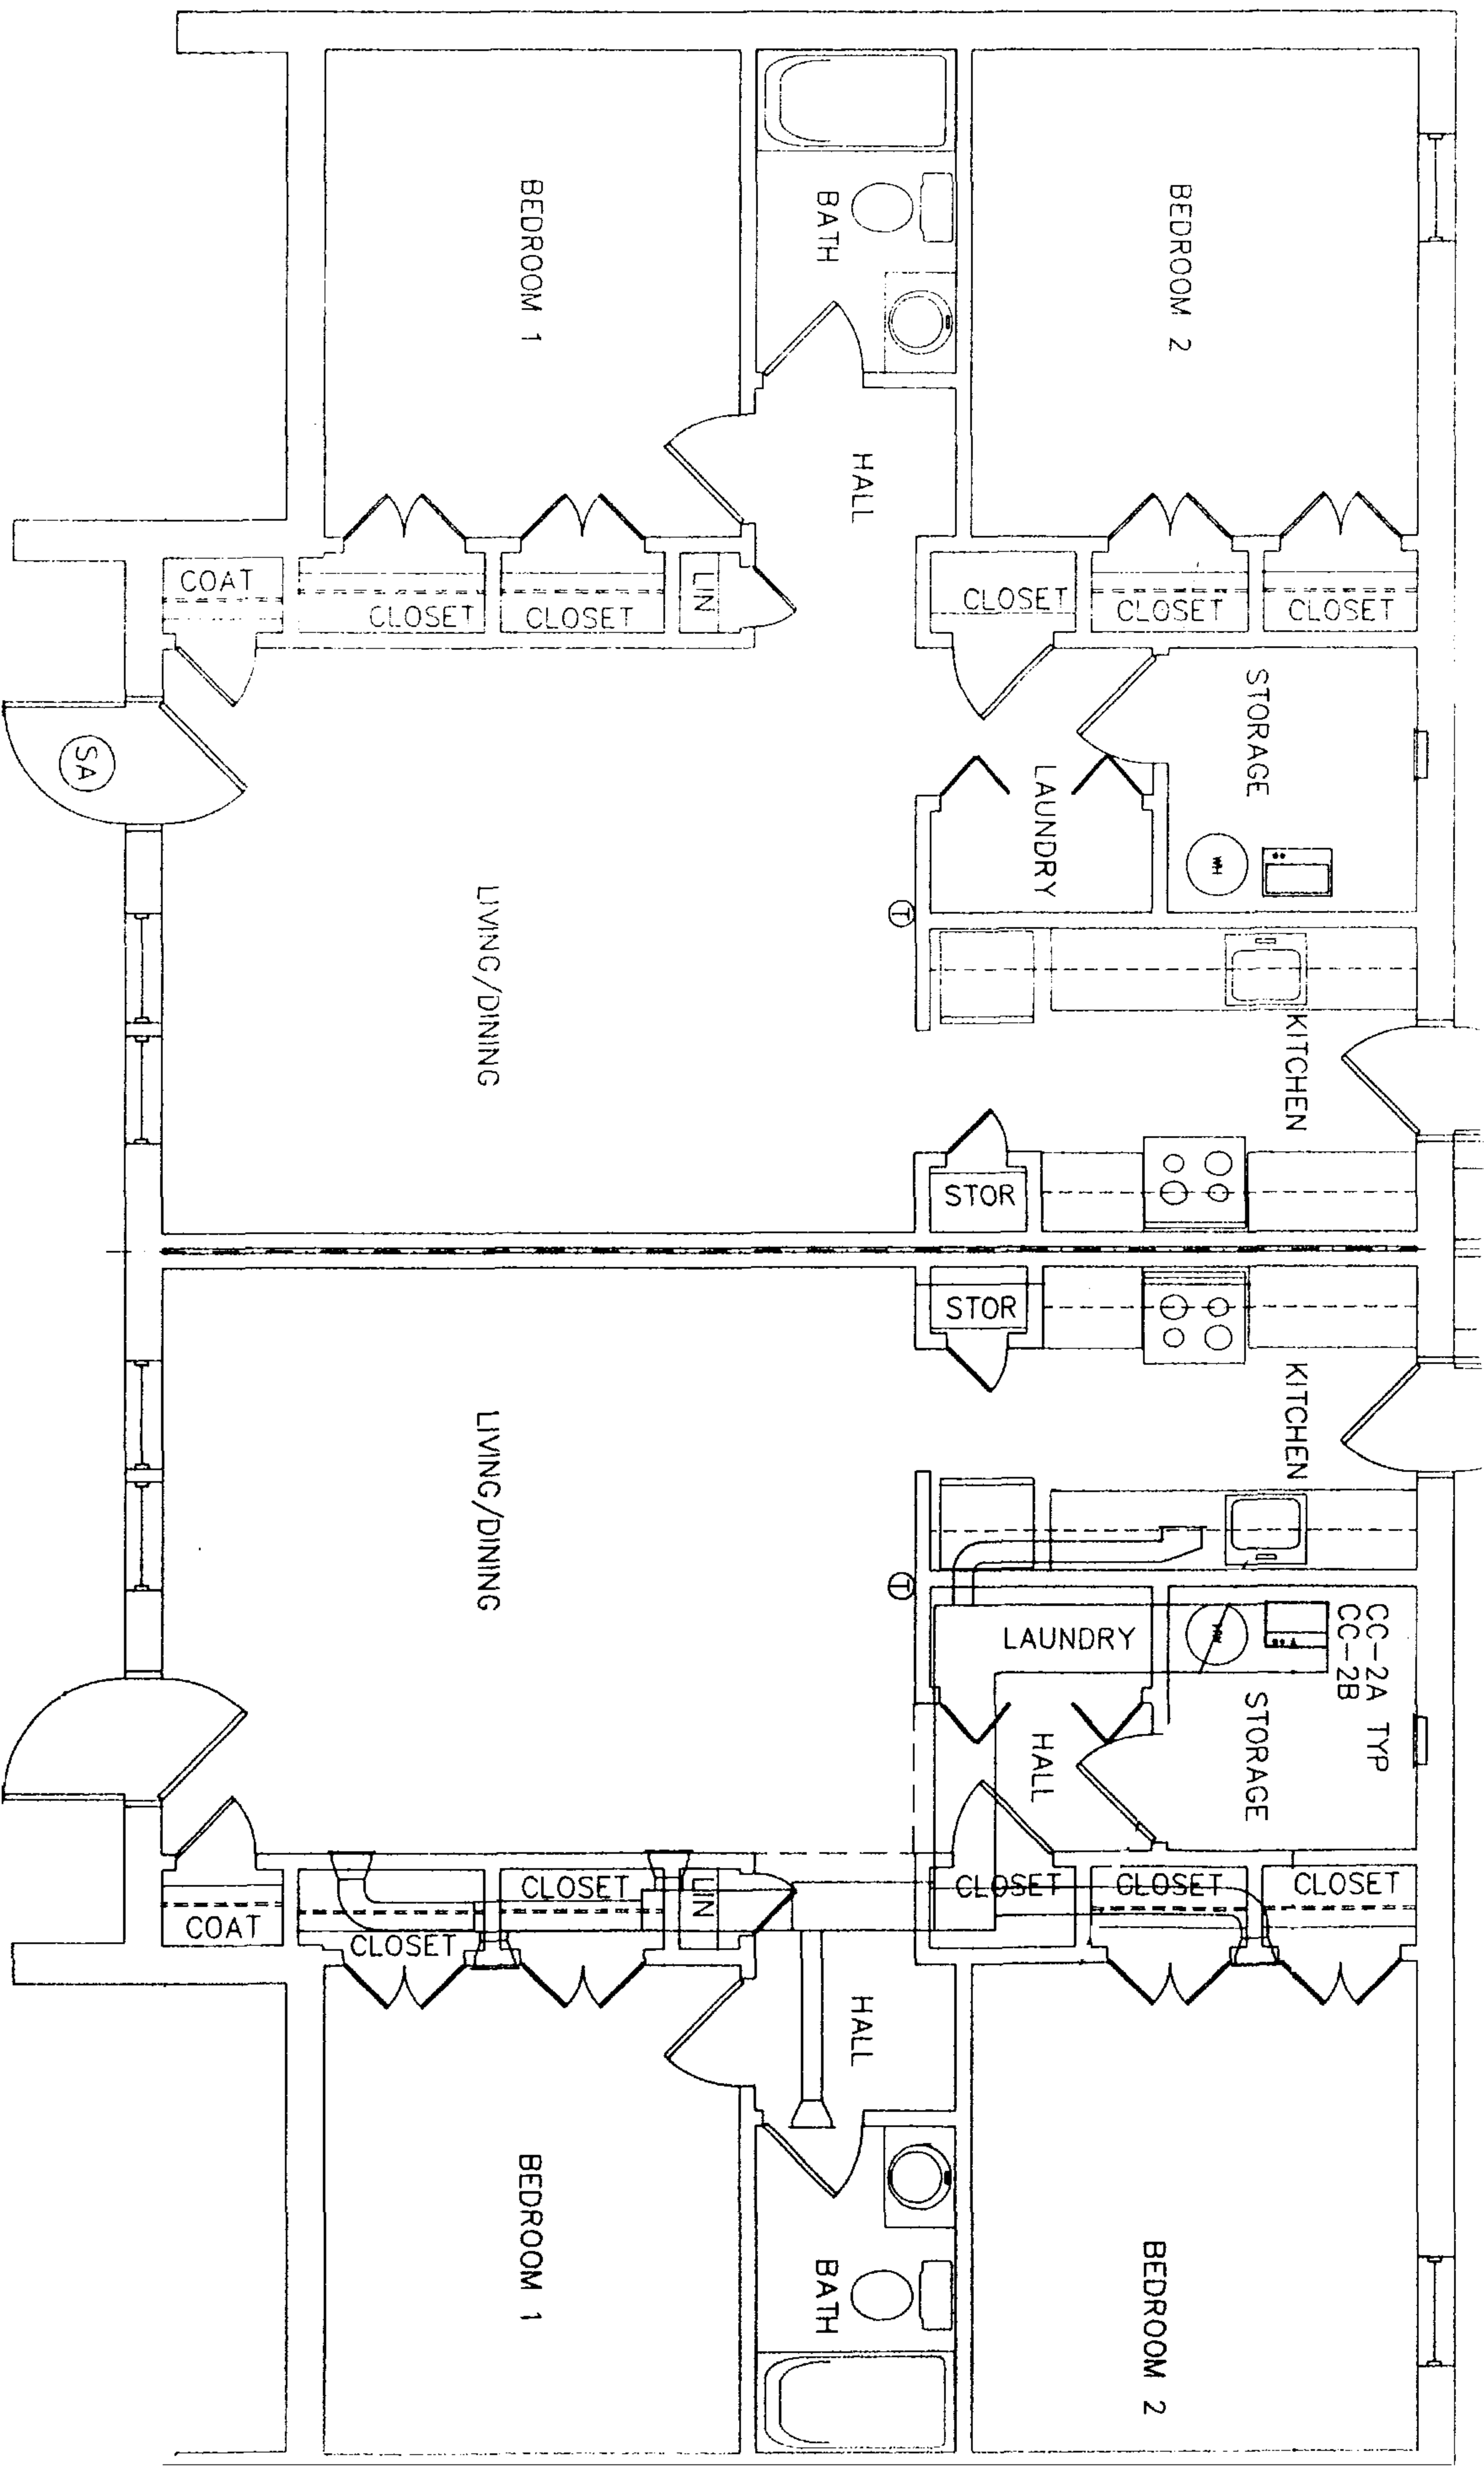 BEDROOM 1
BATH
BEDROOM 2
HALL
COAT
CLOSET
CLOSET
LIN
CLOSET
CLOSET
CLOSET
SA
STORAGE
LAUNDRY
WH
T
LIVING/DINING
KITCHEN
STOR
STOR
KITCHEN
LIVING/DINING
T
LAUNDRY
CC-2A TYP
CC-2B
STORAGE
HALL
COAT
CLOSET
CLOSET
LIN
CLOSET
CLOSET
CLOSET
HALL
BEDROOM 1
BATH
BEDROOM 2